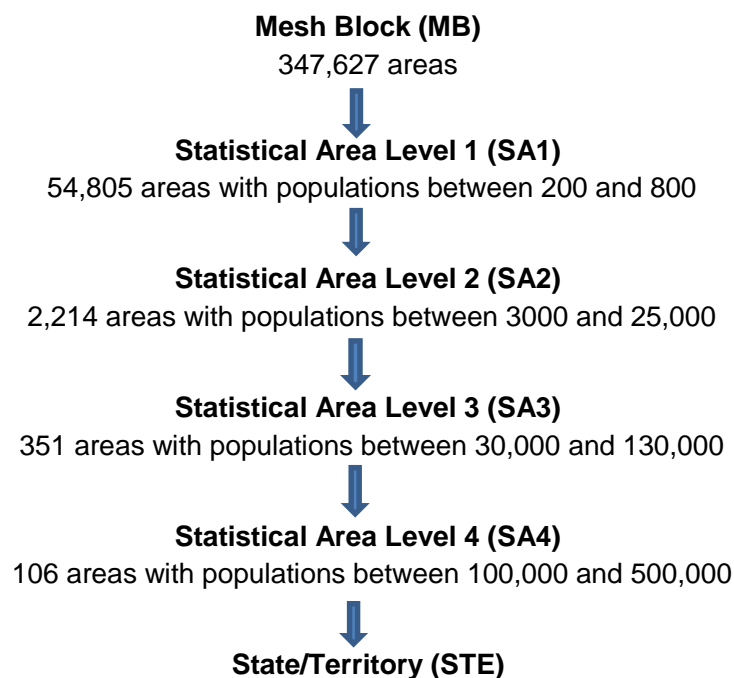 Mesh Block (MB)
347,627 areas
Statistical Area Level 1 (SA1)
54,805 areas with populations between 200 and 800
Statistical Area Level 2 (SA2)
2,214 areas with populations between 3000 and 25,000
Statistical Area Level 3 (SA3)
351 areas with populations between 30,000 and 130,000
Statistical Area Level 4 (SA4)
106 areas with populations between 100,000 and 500,000
State/Territory (STE)